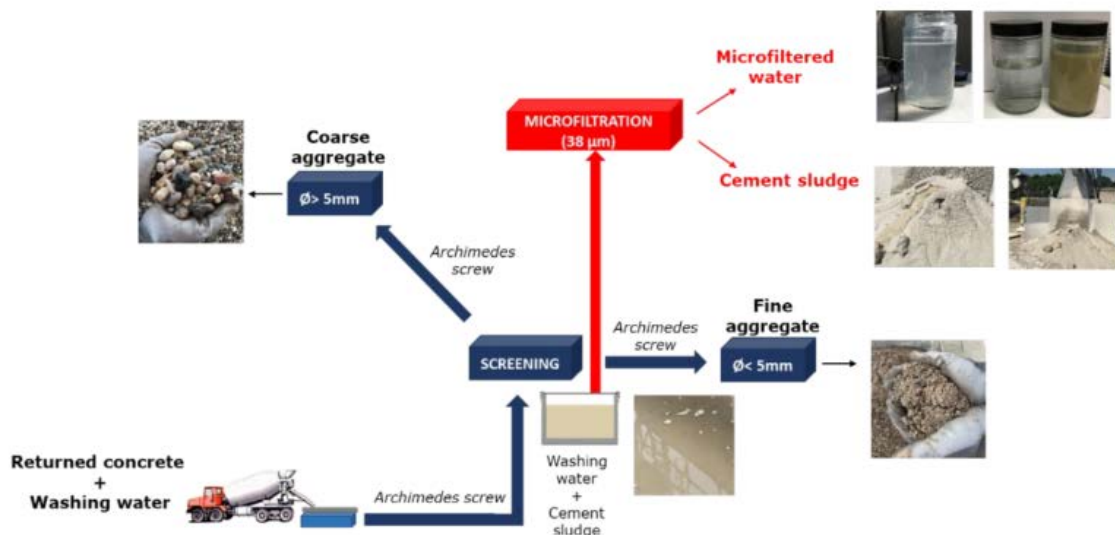 Microfiltered
water
MICROFILTRATION
(38 µm)
Cement sludge
Coarse
aggregate
Ø> 5mm
Archimedes
screw
Fine
aggregate
Archimedes
screw
SCREENING
Ø< 5mm
Returned concrete
+
Washing water
Archimedes screw
Washing
water
+
Cement
sludge